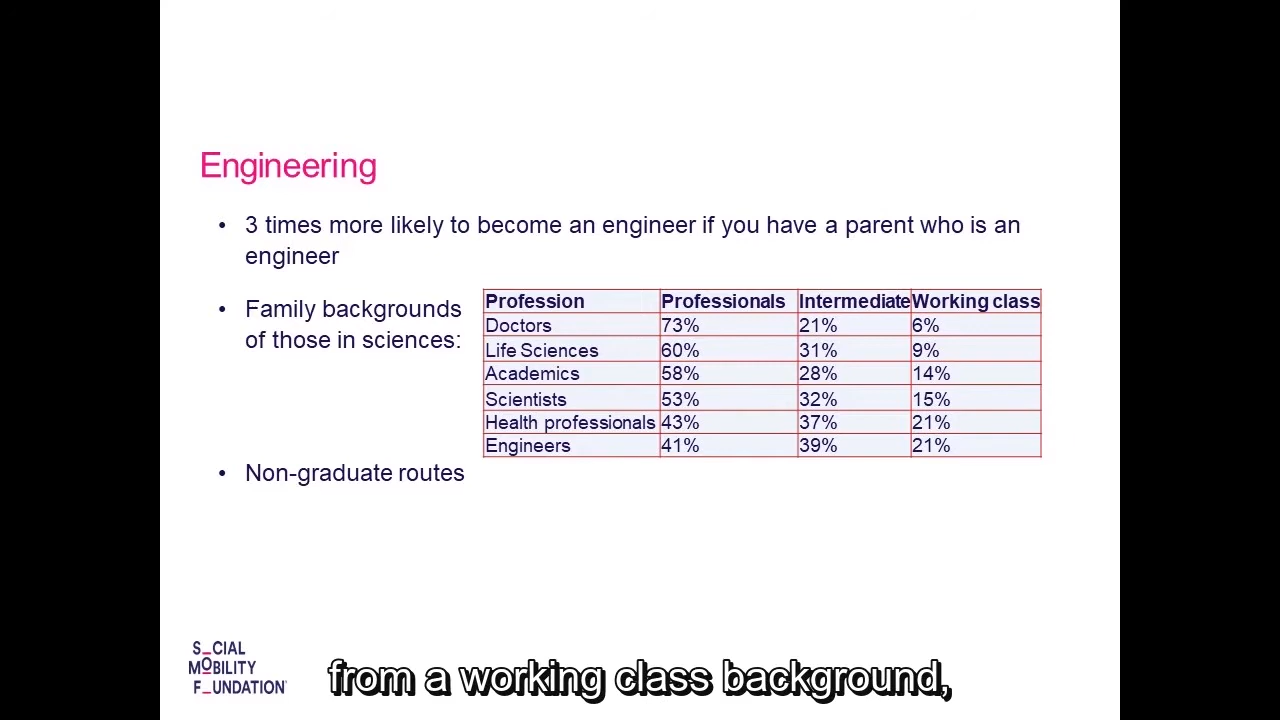 Engineering
• 3 times more likely to become an engineer if you have a parent who is an
engineer
• Family backgrounds
of those in sciences:
Profession Professionals Intermediate Working class
Doctors 73% 21% 6%
Life Sciences 60% 31% 9%
Academics 58% 28% 14%
Scientists 53% 32% 15%
Health professionals 43% 37% 21%
Engineers 41% 39% 21%
• Non-graduate routes
S_CIAL
MOBILITY
F_UNDATION
from a working class background,